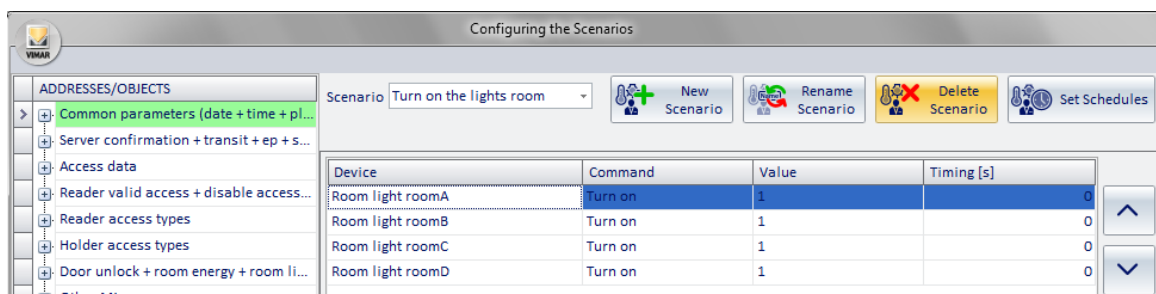 Configuring the Scenarios
VIMAR
ADDRESSES/OBJECTS
Common parameters (date + time + pl...
Server confirmation + transit + ep + s...
Access data
Reader valid access + disable access...
Reader access types
Holder access types
Door unlock + room energy + room li...
Scenario Turn on the lights room
New Scenario
Rename Scenario
Delete Scenario
Set Schedules
Device Command Value Timing [s]
Room light roomA Turn on 1 0
Room light roomB Turn on 1 0
Room light roomC Turn on 1 0
Room light roomD Turn on 1 0